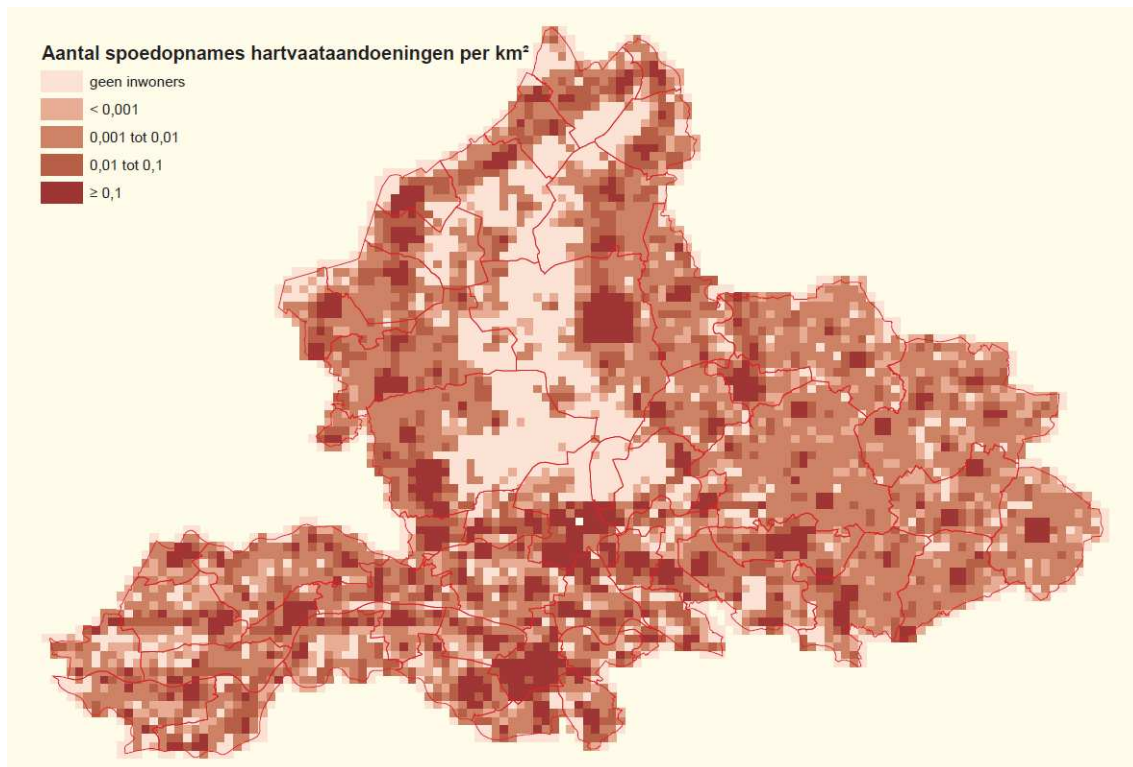 Aantal spoedopnames hartvaataandoeningen per km²
geen inwoners
< 0,001
0,001 tot 0,01
0,01 tot 0,1
≥ 0,1